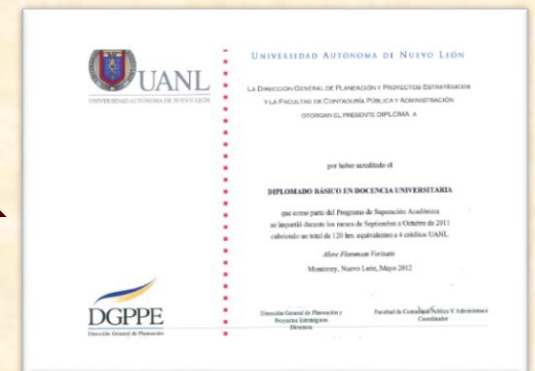 UANL
UNIVERSIDAD AUTÓNOMA DE NUEVO LEÓN
UNIVERSIDAD AUTÓNOMA DE NUEVO LEÓN
LA DIRECCIÓN GENERAL DE PLANEACIÓN Y PROYECTOS ESTRATÉGICOS
Y LA FACULTAD DE CONTADURÍA PÚBLICA Y ADMINISTRACIÓN
OTORGAN EL PRESENTE DIPLOMA A
por haber acreditado el
DIPLOMADO BÁSICO EN DOCENCIA UNIVERSITARIA
que como parte del Programa de Superación Académica
se impartió durante los meses de Septiembre a Octubre de 2011
cubriendo un total de 120 hrs. equivalentes a 4 créditos UANL.
Alere Flammam Veritatis
Monterrey, Nuevo León, Mayo 2012
DGPPE
Dirección General de Planeación
Dirección General de Planeación y
Proyectos Estratégicos
Directora
Facultad de Contaduría Pública Y Administración
Coordinador